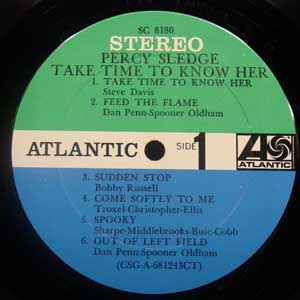 SC 8180
STEREO
PERCY SLEDGE
TAKE TIME TO KNOW HER
1. TAKE TIME TO KNOW HER
Steve Davis
2. FEED THE FLAME
Dan Penn-Spooner Oldham
ATLANTIC
SIDE 1
ATLANTIC
3. SUDDEN STOP
Bobby Russell
4. COME SOFTLY TO ME
Troxel-Christopher-Ellis
5. SPOOKY
Sharpe-Middlebrooks-Buie-Cobb
6. OUT OF LEFT FIELD
Dan Penn-Spooner Oldham
(CSG-A-681243CT)